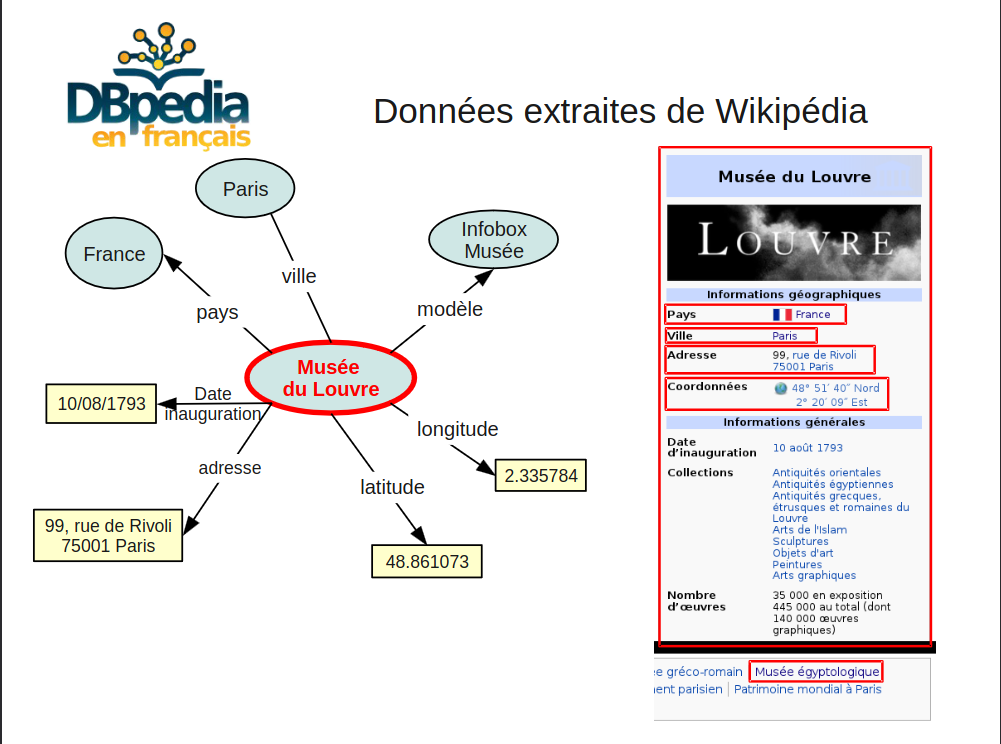 DBpedia
en français
Données extraites de Wikipédia
Paris
France
Infobox
Musée
ville
pays
modèle
Musée
du Louvre
Date
inauguration
10/08/1793
longitude
adresse
latitude
2.335784
99, rue de Rivoli
75001 Paris
48.861073
Musée du Louvre
LOUVRE
Informations géographiques
Pays France
Ville Paris
Adresse 99, rue de Rivoli
75001 Paris
Coordonnées 48° 51′ 40″ Nord
2° 20′ 09″ Est
Informations générales
Date
d’inauguration 10 août 1793
Collections Antiquités orientales
Antiquités égyptiennes
Antiquités grecques,
étrusques et romaines du
Louvre
Arts de l'Islam
Sculptures
Objets d'art
Peintures
Arts graphiques
Nombre 35 000 en exposition
d’œuvres 445 000 au total (dont
140 000 œuvres
graphiques)
gréco-romain Musée égyptologique
parisien | Patrimoine mondial à Paris